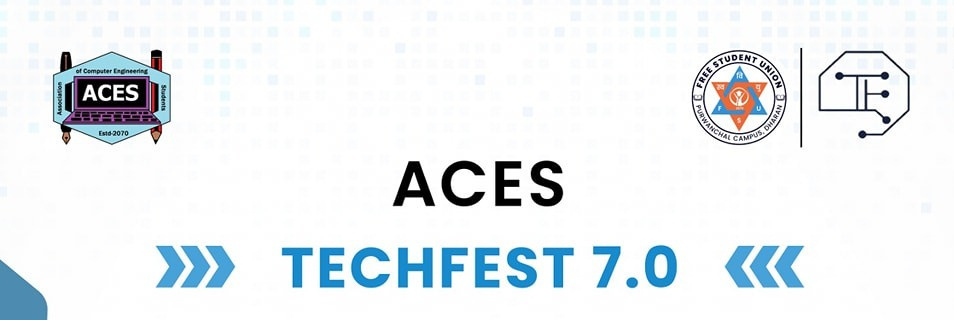 of Computer Engineering
Association
ACES
Students
Estd-2070
FREE STUDENT UNION
F S U
PURWANCHAL CAMPUS, DHARAN
ACES
TECHFEST 7.0